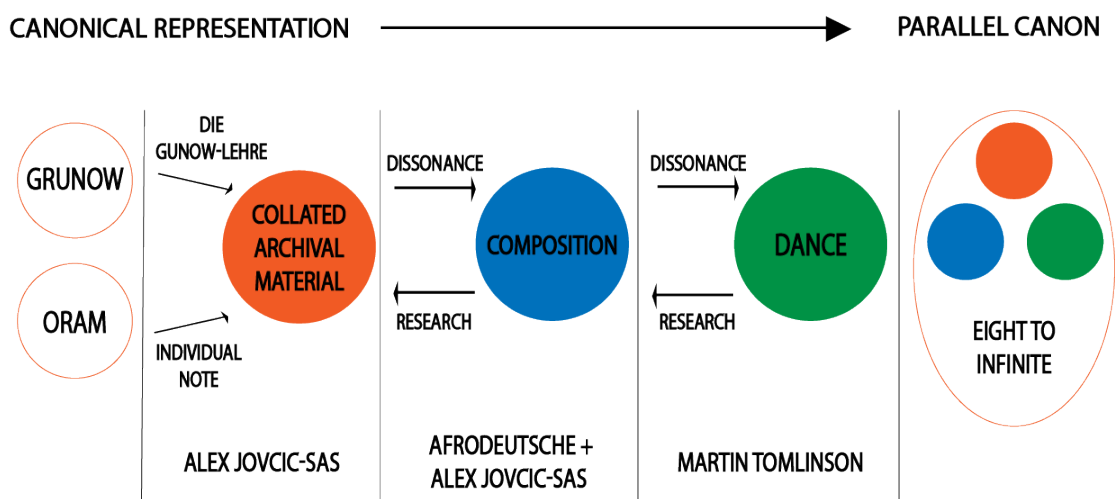 CANONICAL REPRESENTATION
PARALLEL CANON
GRUNOW
ORAM
DIE
GUNOW-LEHRE
INDIVIDUAL
NOTE
COLLATED
ARCHIVAL
MATERIAL
ALEX JOVCIC-SAS
DISSONANCE
RESEARCH
COMPOSITION
AFRODEUTSCHE +
ALEX JOVCIC-SAS
DISSONANCE
RESEARCH
DANCE
MARTIN TOMLINSON
EIGHT TO
INFINITE